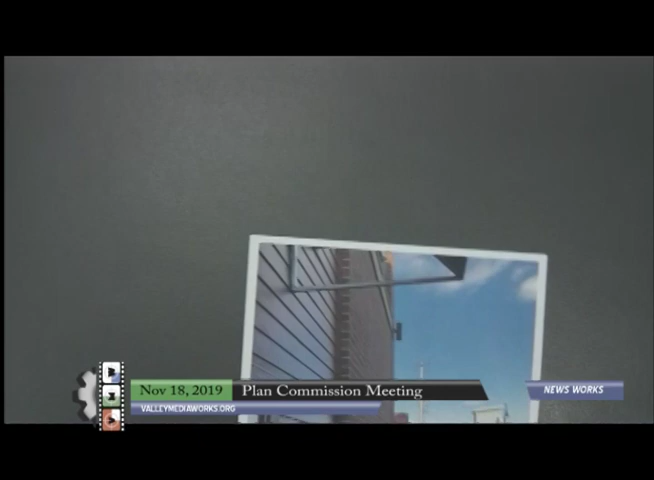 Nov 18, 2019 Plan Commission Meeting
NEWS WORKS
VALLEYMEDIAWORKS.ORG